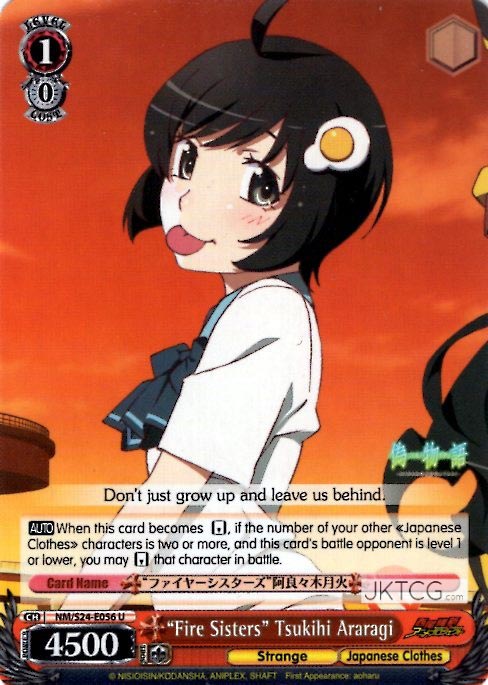 LEVEL
1
0
COST
偽物語
Don't just grow up and leave us behind.
AUTO When this card becomes [ ], if the number of your other «Japanese
Clothes» characters is two or more, and this card's battle opponent is level 1
or lower, you may [ ] that character in battle.
Card Name "ファイヤーシスターズ"阿良々木月火
JKTCG.com
CH NM/S24-E056 U
4500
"Fire Sisters" Tsukihi Araragi
Strange Japanese Clothes
© NISIOISIN/KODANSHA, ANIPLEX, SHAFT First Appearance: aoharu